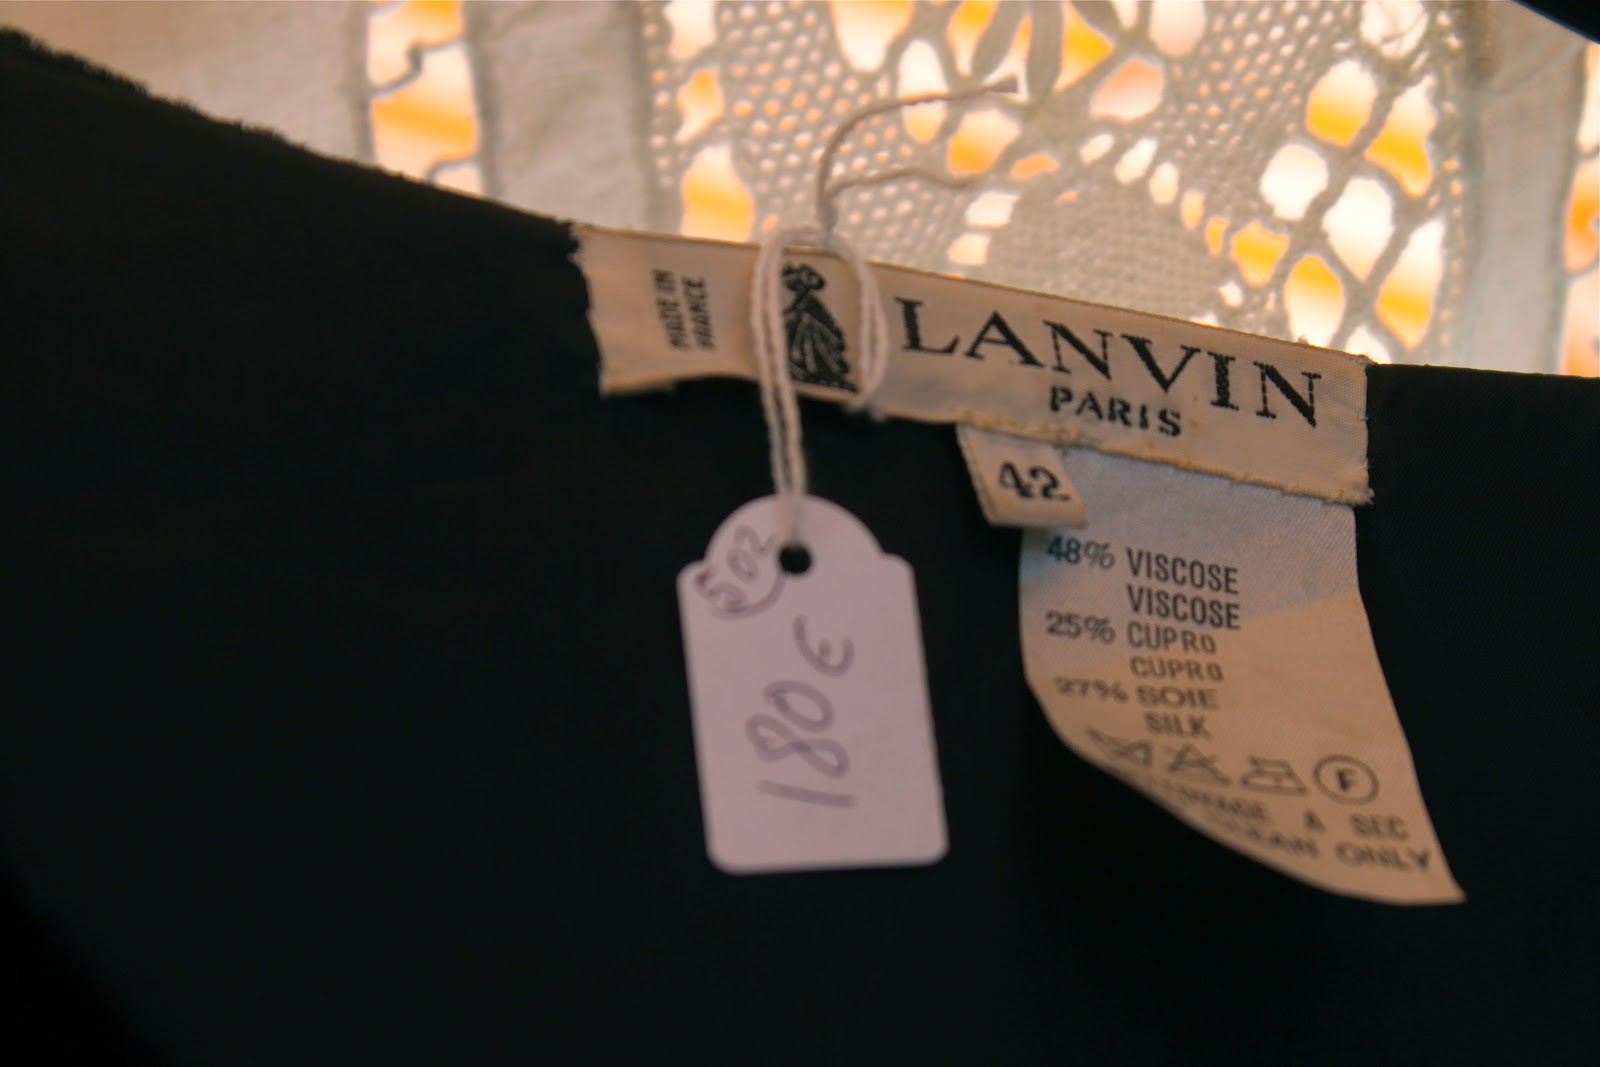 MADE IN
FRANCE
LANVIN
PARIS
42
502
180€
48% VISCOSE
VISCOSE
25% CUPRO
CUPRO
27% SOIE
SILK
F
A SEC
CLEAN ONLY